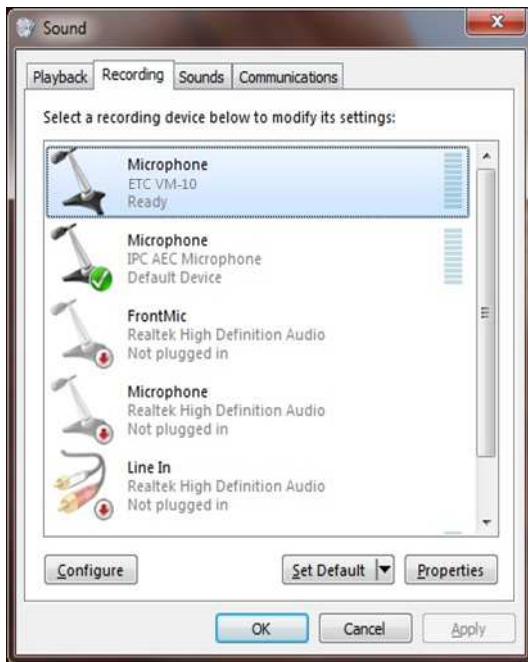 Sound
Playback Recording Sounds Communications
Select a recording device below to modify its settings:
Microphone
ETC VM-10
Ready
Microphone
IPC AEC Microphone
Default Device
FrontMic
Realtek High Definition Audio
Not plugged in
Microphone
Realtek High Definition Audio
Not plugged in
Line In
Realtek High Definition Audio
Not plugged in
Configure Set Default Properties
OK Cancel Apply